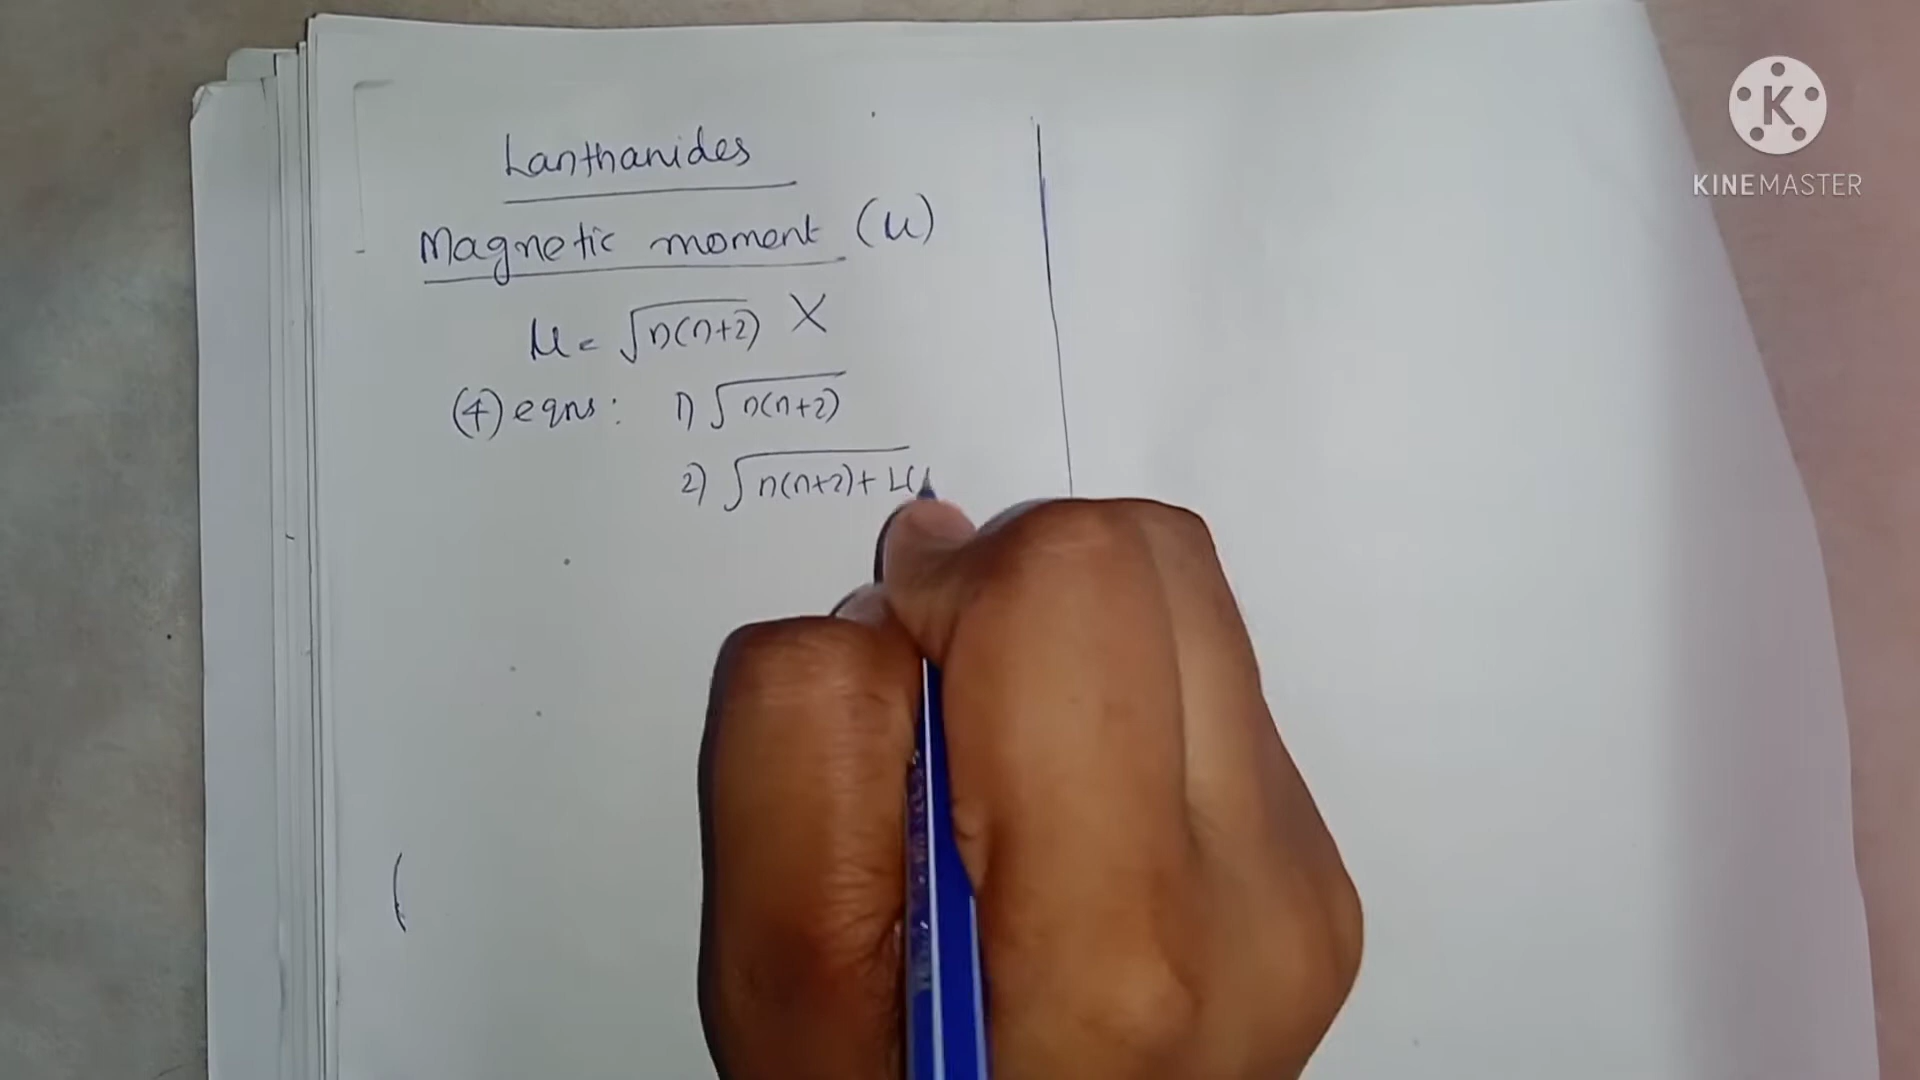 Lanthanides
Magnetic moment (μ)
μ = √n(n+2) X
(4) eqns : 1) √n(n+2)
2) √n(n+2)+L(
K
KINEMASTER